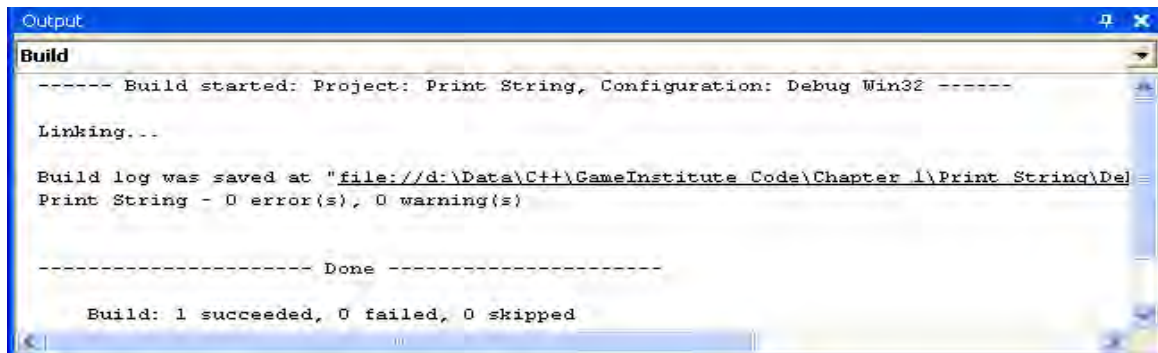 Output
Build
------ Build started: Project: Print String, Configuration: Debug Win32 ------
Linking...
Build log was saved at "file://d:\Data\C++\GameInstitute Code\Chapter 1\Print String\De
Print String - 0 error(s), 0 warning(s)
---------------------- Done ----------------------
Build: 1 succeeded, 0 failed, 0 skipped